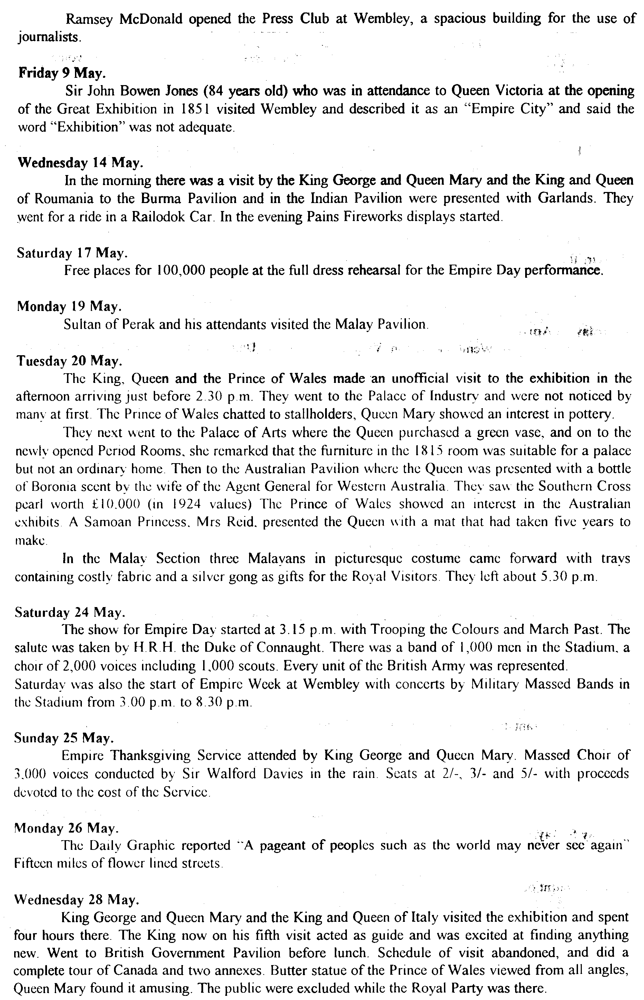 Ramsey McDonald opened the Press Club at Wembley, a spacious building for the use of
journalists.
Friday 9 May.
Sir John Bowen Jones (84 years old) who was in attendance to Queen Victoria at the opening
of the Great Exhibition in 1851 visited Wembley and described it as an “Empire City” and said the
word “Exhibition” was not adequate.
Wednesday 14 May.
In the morning there was a visit by the King George and Queen Mary and the King and Queen
of Roumania to the Burma Pavilion and in the Indian Pavilion were presented with Garlands. They
went for a ride in a Railodok Car. In the evening Pains Fireworks displays started.
Saturday 17 May.
Free places for 100,000 people at the full dress rehearsal for the Empire Day performance.
Monday 19 May.
Sultan of Perak and his attendants visited the Malay Pavilion.
Tuesday 20 May.
The King, Queen and the Prince of Wales made an unofficial visit to the exhibition in the
afternoon arriving just before 2.30 p.m. They went to the Palace of Industry and were not noticed by
many at first. The Prince of Wales chatted to stallholders, Queen Mary showed an interest in pottery.
They next went to the Palace of Arts where the Queen purchased a green vase, and on to the
newly opened Period Rooms, she remarked that the furniture in the 1815 room was suitable for a palace
but not an ordinary home. Then to the Australian Pavilion where the Queen was presented with a bottle
of Boronia scent by the wife of the Agent General for Western Australia. They saw the Southern Cross
pearl worth £10,000 (in 1924 values) The Prince of Wales showed an interest in the Australian
exhibits. A Samoan Princess, Mrs Reid, presented the Queen with a mat that had taken five years to
make.
In the Malay Section three Malayans in picturesque costume came forward with trays
containing costly fabric and a silver gong as gifts for the Royal Visitors. They left about 5.30 p.m.
Saturday 24 May.
The show for Empire Day started at 3.15 p.m. with Trooping the Colours and March Past. The
salute was taken by H.R.H. the Duke of Connaught. There was a band of 1,000 men in the Stadium, a
choir of 2,000 voices including 1,000 scouts. Every unit of the British Army was represented.
Saturday was also the start of Empire Week at Wembley with concerts by Military Massed Bands in
the Stadium from 3.00 p.m. to 8.30 p.m.
Sunday 25 May.
Empire Thanksgiving Service attended by King George and Queen Mary. Massed Choir of
3,000 voices conducted by Sir Walford Davies in the rain. Seats at 2/-, 3/- and 5/- with proceeds
devoted to the cost of the Service.
Monday 26 May.
The Daily Graphic reported “A pageant of peoples such as the world may never see again”
Fifteen miles of flower lined streets.
Wednesday 28 May.
King George and Queen Mary and the King and Queen of Italy visited the exhibition and spent
four hours there. The King now on his fifth visit acted as guide and was excited at finding anything
new. Went to British Government Pavilion before lunch. Schedule of visit abandoned, and did a
complete tour of Canada and two annexes. Butter statue of the Prince of Wales viewed from all angles,
Queen Mary found it amusing. The public were excluded while the Royal Party was there.